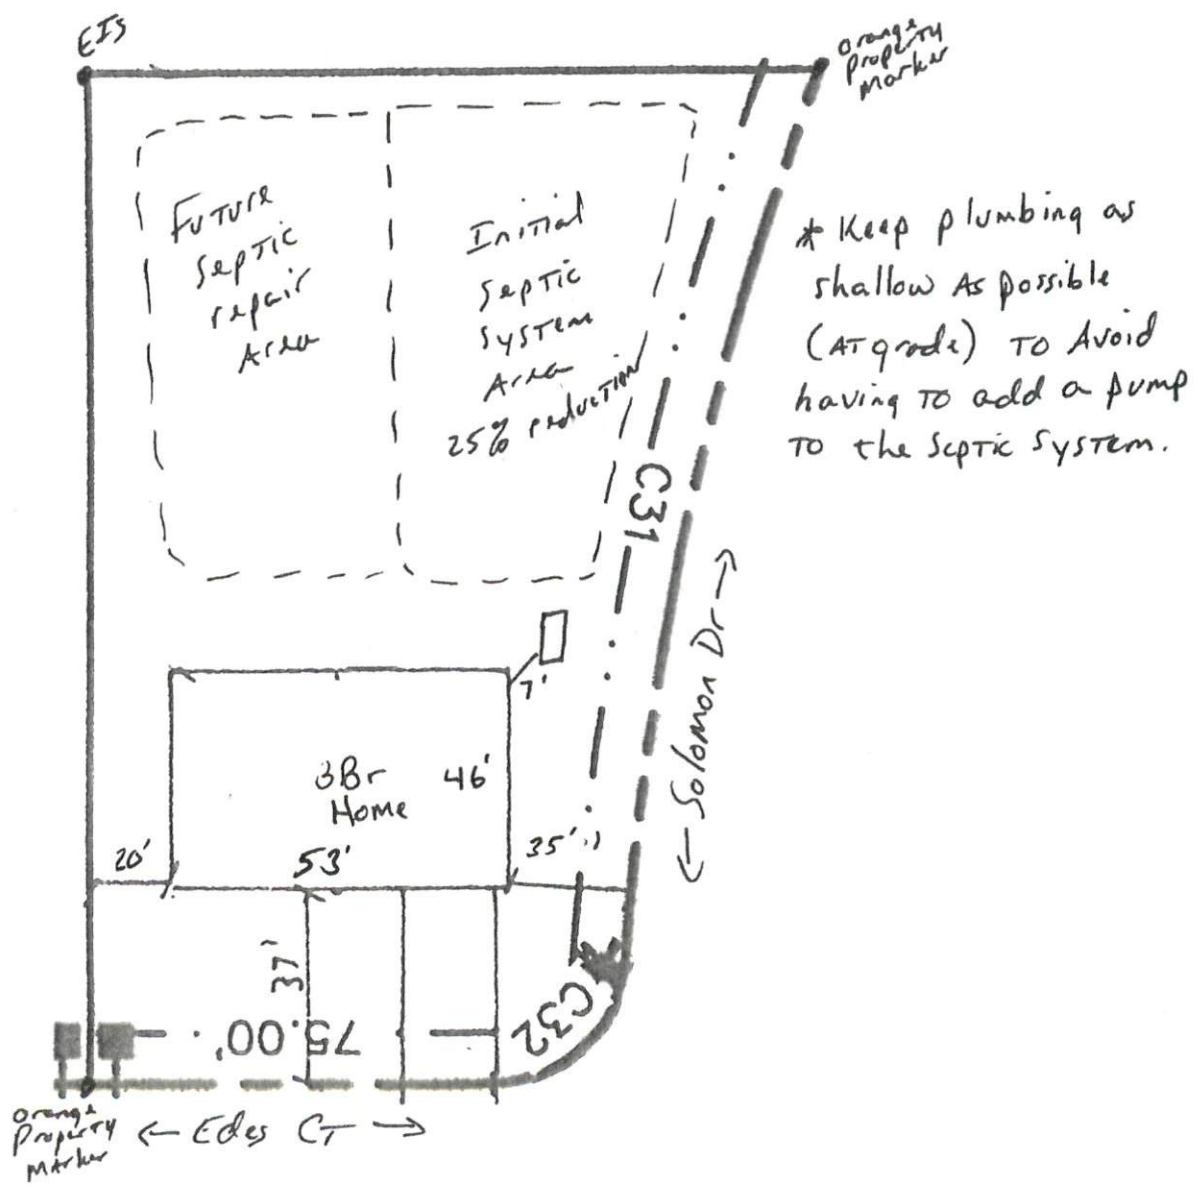 EIS
orange
Property
Marker
Future
Septic
repair
Area
Initial
Septic
System
Area
25% reduction
* Keep plumbing as
shallow As possible
(AT grade) TO Avoid
having TO add a pump
TO the Septic System.
C31
← Solomon Dr →
7'
3Br
Home
46'
20'
53'
35'
37'
75.00'
C32
orange
Property
Marker
← Edes CT →